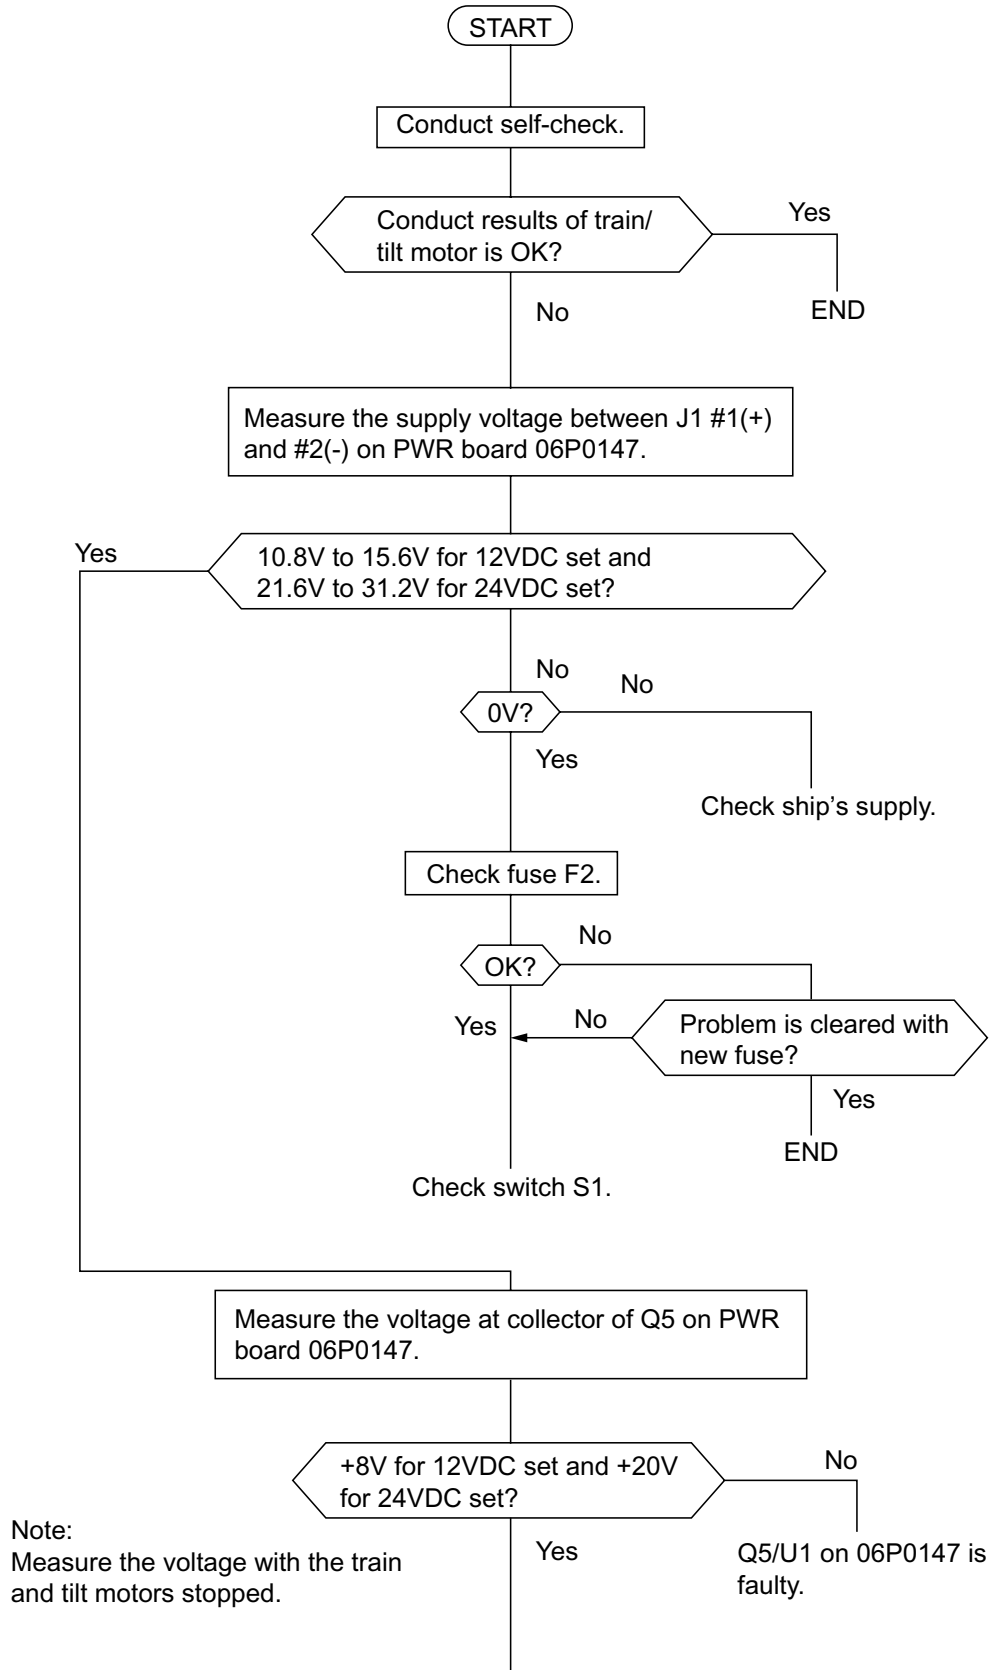 START
Conduct self-check.
Conduct results of train/
tilt motor is OK?
Yes
END
No
Measure the supply voltage between J1 #1(+)
and #2(-) on PWR board 06P0147.
Yes
10.8V to 15.6V for 12VDC set and
21.6V to 31.2V for 24VDC set?
No
No
0V?
Yes
Check ship’s supply.
Check fuse F2.
No
OK?
Yes
No
Problem is cleared with
new fuse?
Yes
END
Check switch S1.
Measure the voltage at collector of Q5 on PWR
board 06P0147.
+8V for 12VDC set and +20V
for 24VDC set?
No
Yes
Q5/U1 on 06P0147 is
faulty.
Note:
Measure the voltage with the train
and tilt motors stopped.